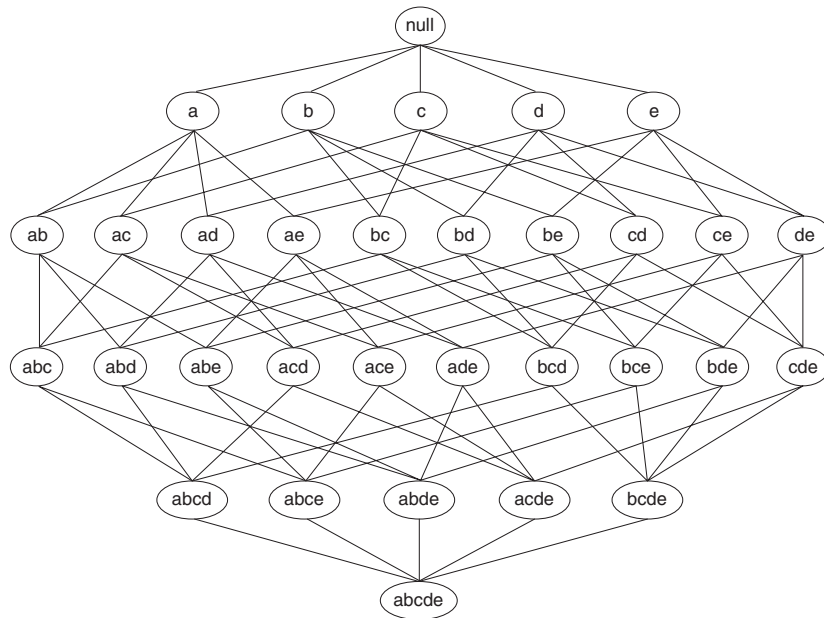 null
a b c d e
ab ac ad ae bc bd be cd ce de
abc abd abe acd ace ade bcd bce bde cde
abcd abce abde acde bcde
abcde